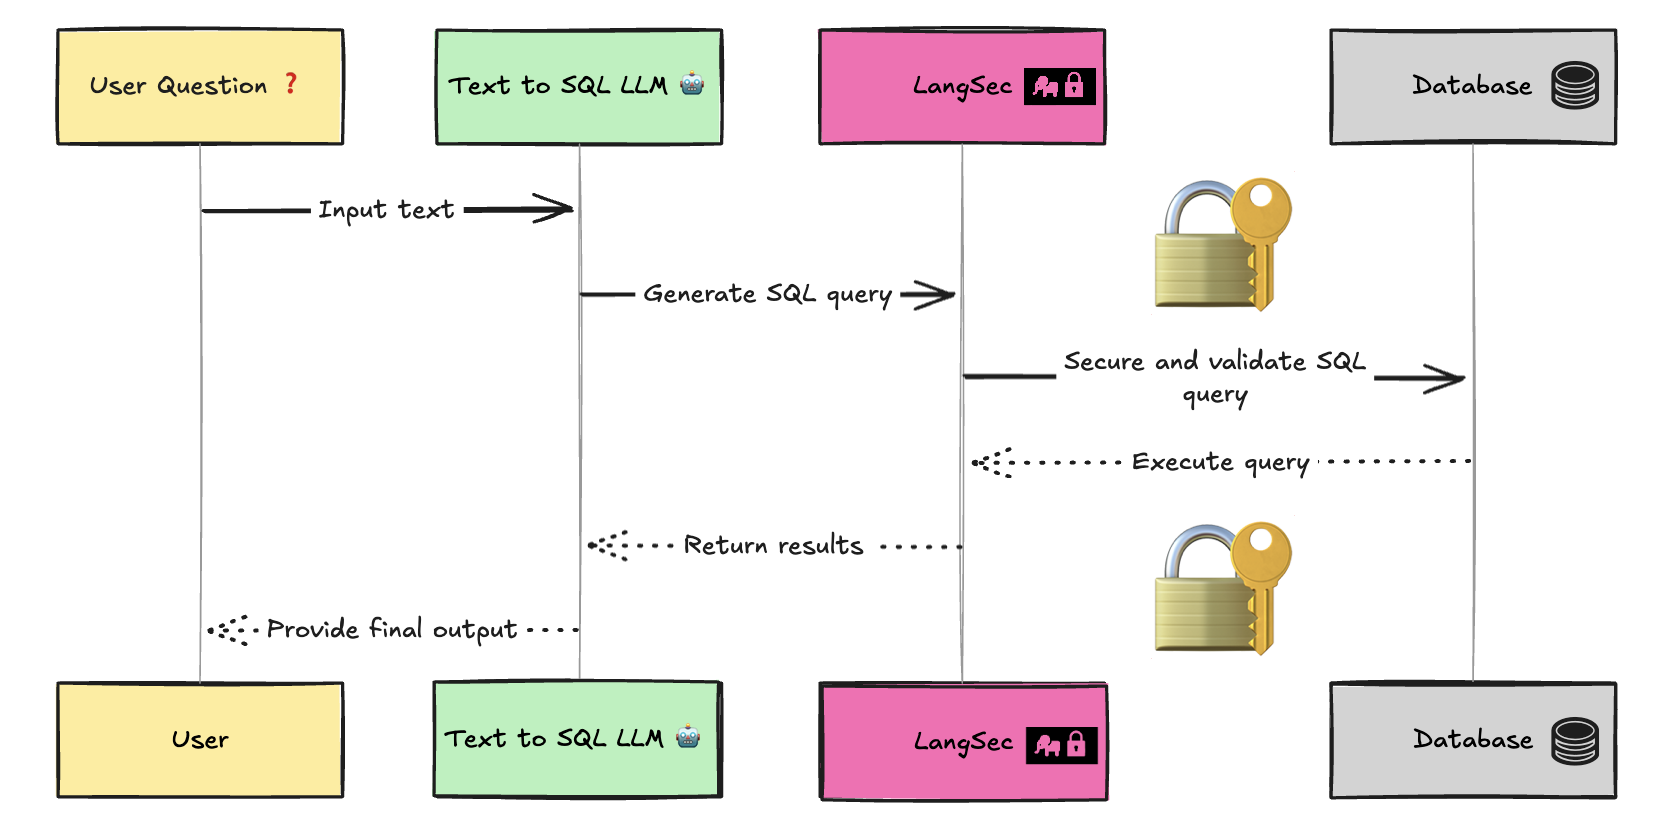 User Question ❓
Text to SQL LLM 🤖
LangSec
Database
Input text
Generate SQL query
Secure and validate SQL
query
Execute query
Return results
Provide final output
User
Text to SQL LLM 🤖
LangSec
Database